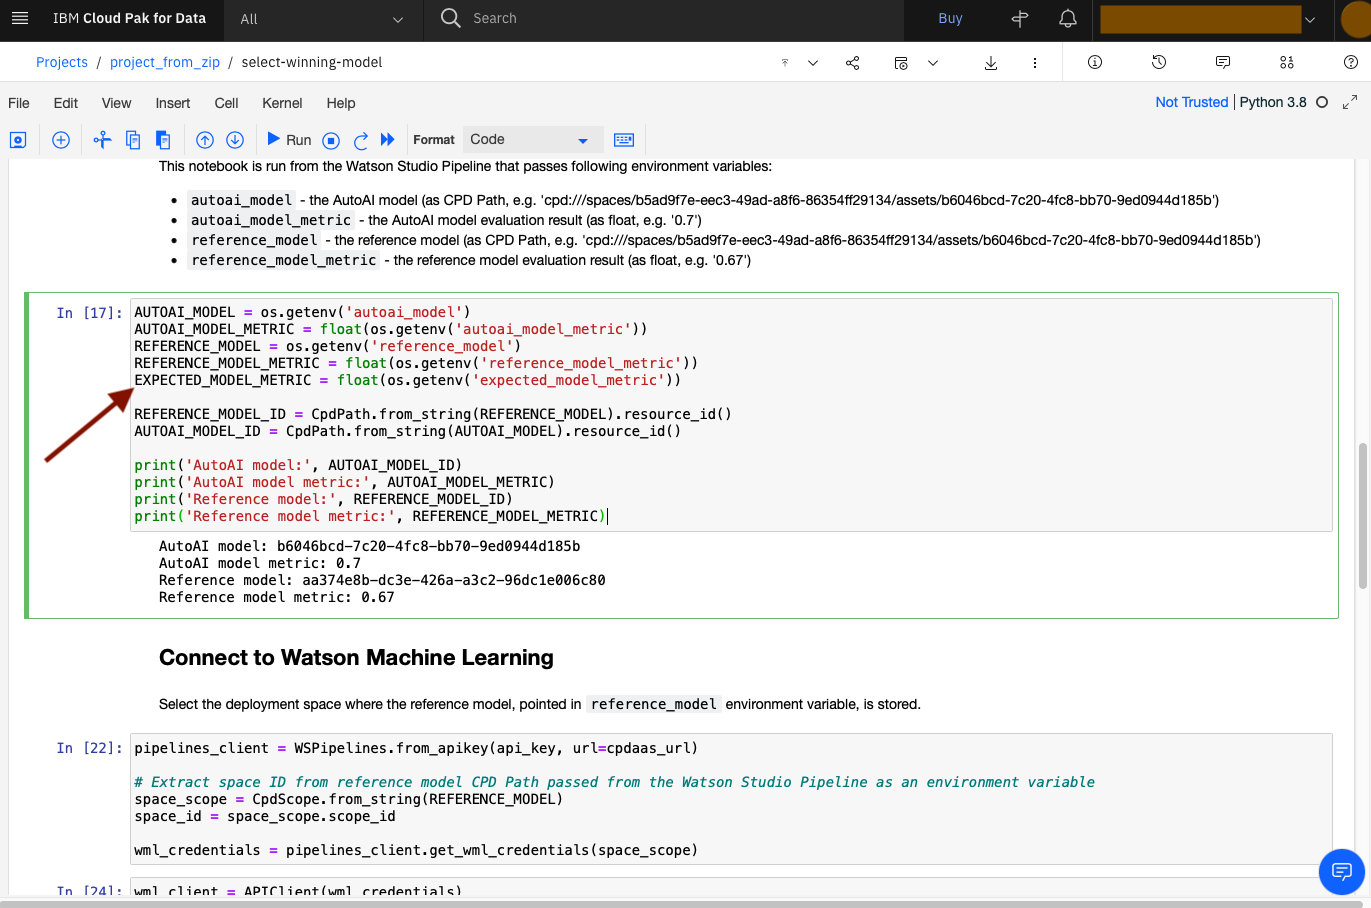 IBM Cloud Pak for Data
All
Search
Buy
Projects / project_from_zip / select-winning-model
File Edit View Insert Cell Kernel Help
Not Trusted Python 3.8
Run
Format Code
This notebook is run from the Watson Studio Pipeline that passes following environment variables:
• autoai_model - the AutoAI model (as CPD Path, e.g. 'cpd:///spaces/b5ad9f7e-eec3-49ad-a8f6-86354ff29134/assets/b6046bcd-7c20-4fc8-bb70-9ed0944d185b')
• autoai_model_metric - the AutoAI model evaluation result (as float, e.g. '0.7')
• reference_model - the reference model (as CPD Path, e.g. 'cpd:///spaces/b5ad9f7e-eec3-49ad-a8f6-86354ff29134/assets/b6046bcd-7c20-4fc8-bb70-9ed0944d185b')
• reference_model_metric - the reference model evaluation result (as float, e.g. '0.67')
In [17]: AUTOAI_MODEL = os.getenv('autoai_model')
AUTOAI_MODEL_METRIC = float(os.getenv('autoai_model_metric'))
REFERENCE_MODEL = os.getenv('reference_model')
REFERENCE_MODEL_METRIC = float(os.getenv('reference_model_metric'))
EXPECTED_MODEL_METRIC = float(os.getenv('expected_model_metric'))
REFERENCE_MODEL_ID = CpdPath.from_string(REFERENCE_MODEL).resource_id()
AUTOAI_MODEL_ID = CpdPath.from_string(AUTOAI_MODEL).resource_id()
print('AutoAI model:', AUTOAI_MODEL_ID)
print('AutoAI model metric:', AUTOAI_MODEL_METRIC)
print('Reference model:', REFERENCE_MODEL_ID)
print('Reference model metric:', REFERENCE_MODEL_METRIC)
AutoAI model: b6046bcd-7c20-4fc8-bb70-9ed0944d185b
AutoAI model metric: 0.7
Reference model: aa374e8b-dc3e-426a-a3c2-96dc1e006c80
Reference model metric: 0.67
Connect to Watson Machine Learning
Select the deployment space where the reference model, pointed in reference_model environment variable, is stored.
In [22]: pipelines_client = WSPipelines.from_apikey(api_key, url=cpdaas_url)
# Extract space ID from reference model CPD Path passed from the Watson Studio Pipeline as an environment variable
space_scope = CpdScope.from_string(REFERENCE_MODEL)
space_id = space_scope.scope_id
wml_credentials = pipelines_client.get_wml_credentials(space_scope)
In [24]: wml_client = APIClient(wml_credentials)